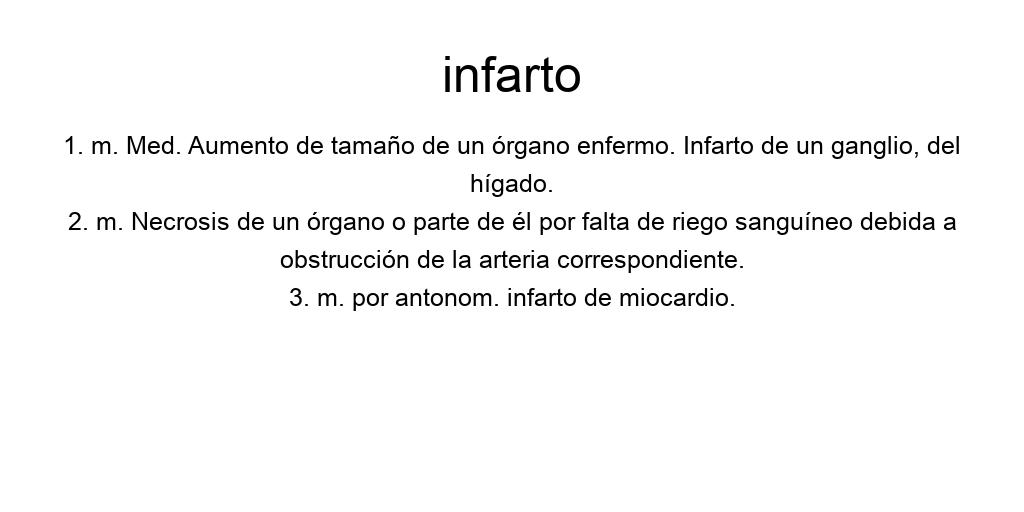 infarto
1. m. Med. Aumento de tamaño de un órgano enfermo. Infarto de un ganglio, del
hígado.
2. m. Necrosis de un órgano o parte de él por falta de riego sanguíneo debida a
obstrucción de la arteria correspondiente.
3. m. por antonom. infarto de miocardio.